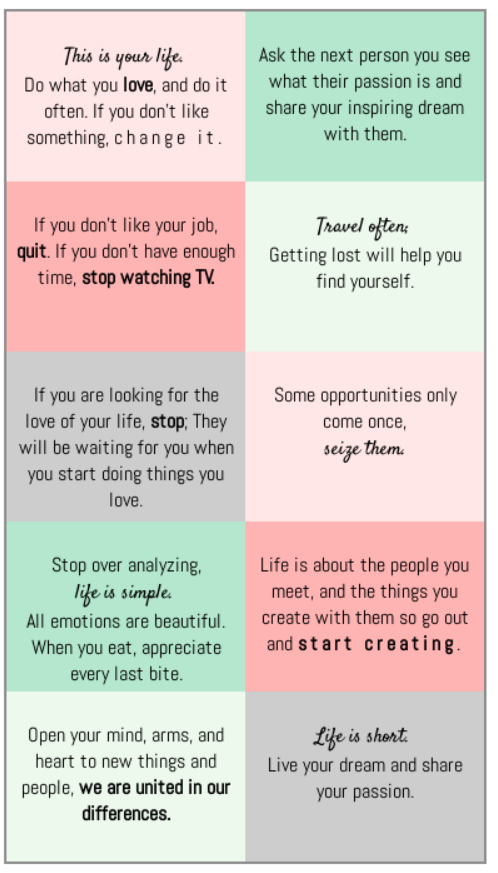 This is your life.
Do what you love, and do it
often. If you don't like
something, change it.
Ask the next person you see
what their passion is and
share your inspiring dream
with them.
If you don't like your job,
quit. If you don't have enough
time, stop watching TV.
Travel often;
Getting lost will help you
find yourself.
If you are looking for the
love of your life, stop; They
will be waiting for you when
you start doing things you
love.
Some opportunities only
come once,
seize them.
Stop over analyzing,
life is simple.
All emotions are beautiful.
When you eat, appreciate
every last bite.
Life is about the people you
meet, and the things you
create with them so go out
and start creating.
Open your mind, arms, and
heart to new things and
people, we are united in our
differences.
Life is short.
Live your dream and share
your passion.